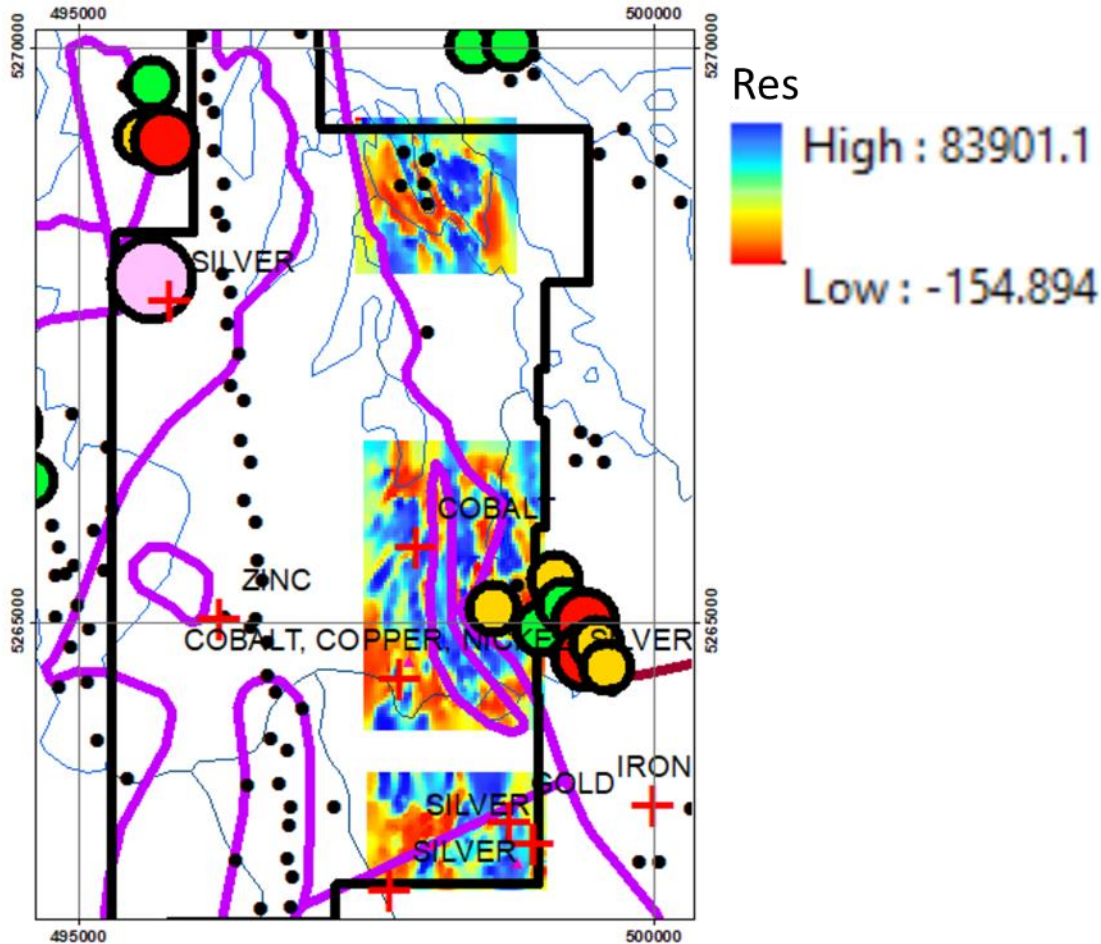 495000 500000
5270000 5270000
Res
High : 83901.1
Low : -154.894
SILVER
COBALT
ZINC
5265000 5265000
COBALT, COPPER, NICKEL, SILVER
IRON
GOLD
SILVER
SILVER
495000 500000